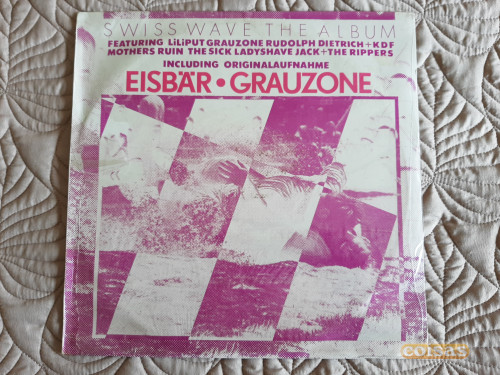 SWISS WAVE THE ALBUM
FEATURING LILIPUT GRAUZONE RUDOLPH DIETRICH+KDF
MOTHERS RUIN THE SICK LADYSHAVE JACK+THE RIPPERS
INCLUDING ORIGINALAUFNAHME
EISBÄR • GRAUZONE
coisas